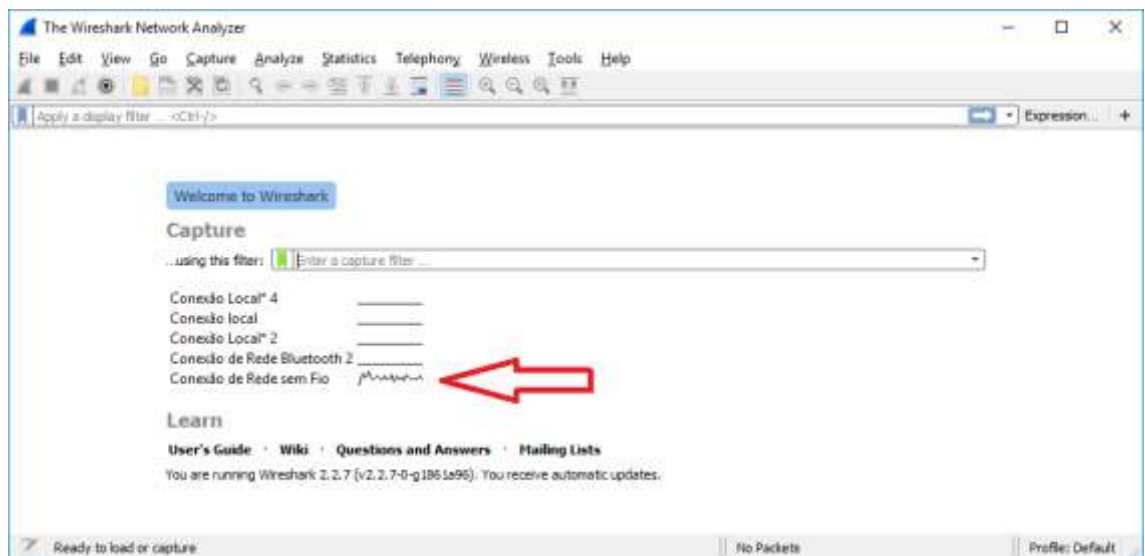 The Wireshark Network Analyzer
File Edit View Go Capture Analyze Statistics Telephony Wireless Tools Help
Apply a display filter ... <Ctrl-/> Expression... +
Welcome to Wireshark
Capture
...using this filter: Enter a capture filter ...
Conexão Local* 4
Conexão local
Conexão Local* 2
Conexão de Rede Bluetooth 2
Conexão de Rede sem Fio
Learn
User's Guide · Wiki · Questions and Answers · Mailing Lists
You are running Wireshark 2.2.7 (v2.2.7-0-g1861a96). You receive automatic updates.
Ready to load or capture No Packets Profile: Default